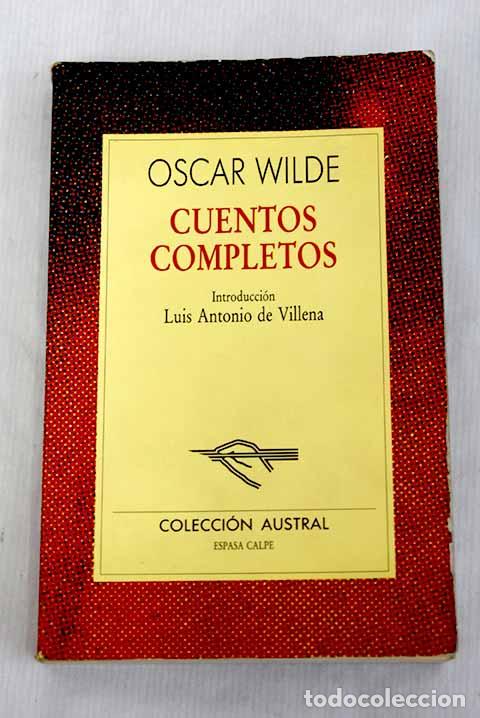 OSCAR WILDE
CUENTOS
COMPLETOS
Introducción
Luis Antonio de Villena
COLECCIÓN AUSTRAL
ESPASA CALPE
todocoleccion